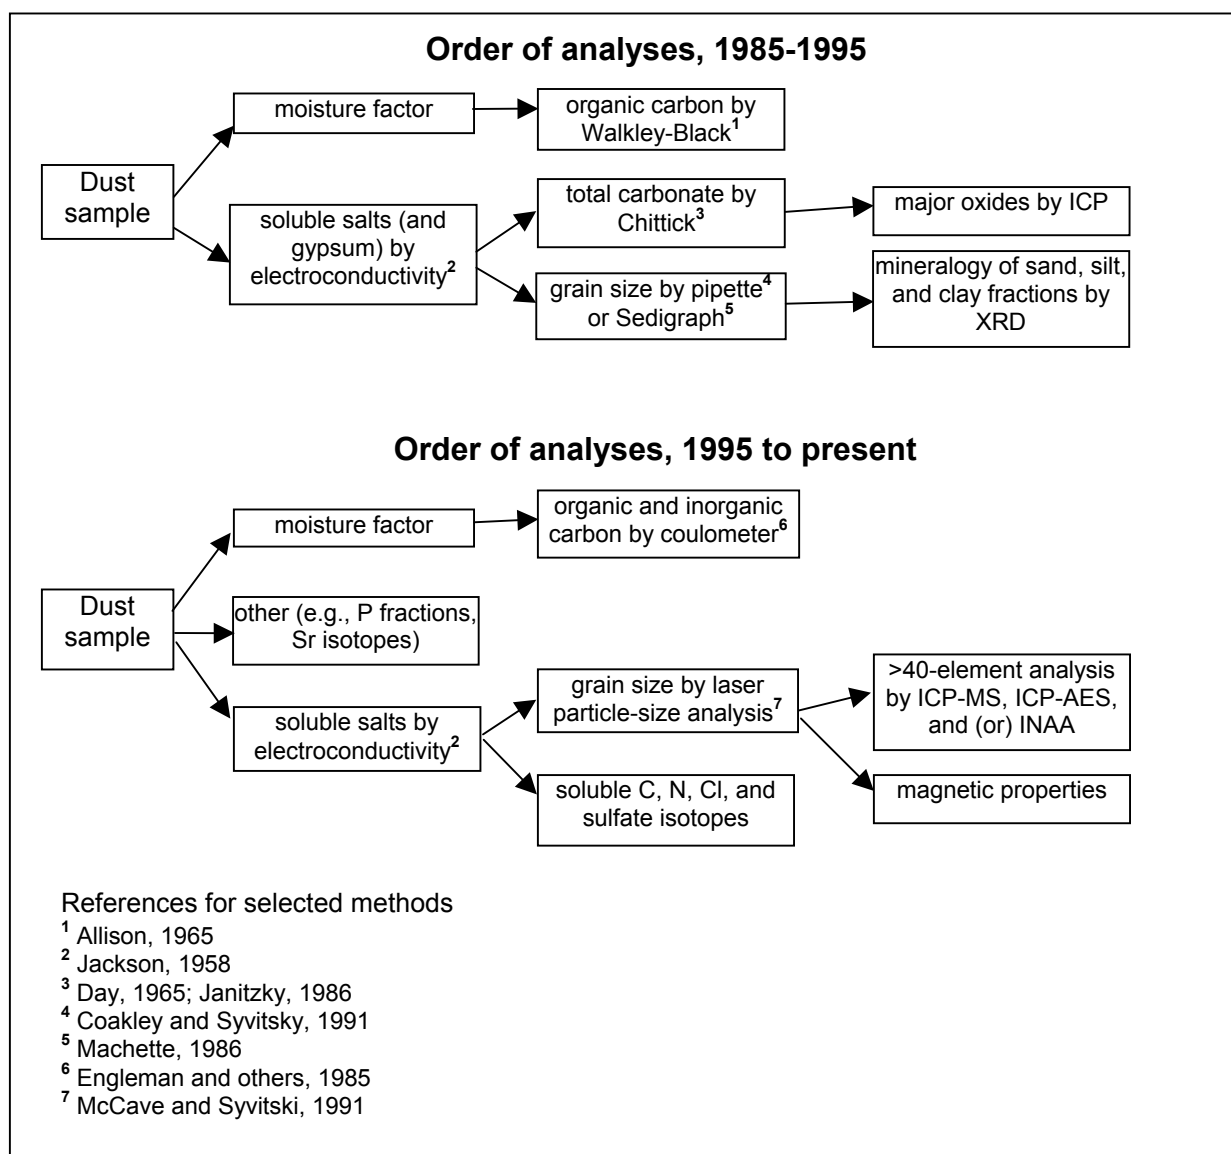 Order of analyses, 1985-1995
moisture factor
organic carbon by
Walkley-Black1
Dust
sample
soluble salts (and
gypsum) by
electroconductivity2
total carbonate by
Chittick3
major oxides by ICP
grain size by pipette4
or Sedigraph5
mineralogy of sand, silt,
and clay fractions by
XRD
Order of analyses, 1995 to present
moisture factor
organic and inorganic
carbon by coulometer6
Dust
sample
other (e.g., P fractions,
Sr isotopes)
soluble salts by
electroconductivity2
grain size by laser
particle-size analysis7
>40-element analysis
by ICP-MS, ICP-AES,
and (or) INAA
soluble C, N, Cl, and
sulfate isotopes
magnetic properties
References for selected methods
1 Allison, 1965
2 Jackson, 1958
3 Day, 1965; Janitzky, 1986
4 Coakley and Syvitsky, 1991
5 Machette, 1986
6 Engleman and others, 1985
7 McCave and Syvitski, 1991